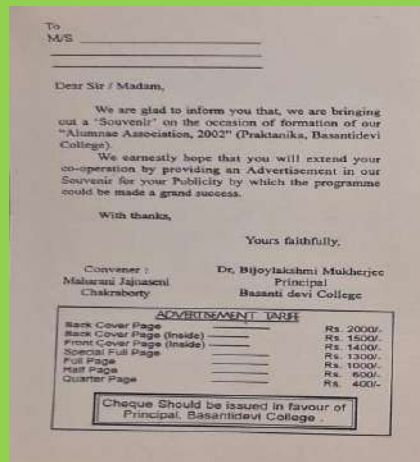 To
M/S
Dear Sir / Madam,
We are glad to inform you that, we are bringing
out a 'Souvenir' on the occasion of formation of our
"Alumnae Association, 2002" (Praktanika, Basantidevi
College).
We earnestly hope that you will extend your
co-operation by providing an Advertisement in our
Souvenir for your Publicity by which the programme
could be made a grand success.
With thanks,
Yours faithfully,
Convener :
Maharani Jajnaseni
Chakraborty
Dr, Bijoylakshmi Mukherjee
Principal
Basanti devi College
ADVERTISEMENT TARIFF
Back Cover Page Rs. 2000/-
Back Cover Page (Inside) Rs. 1500/-
Front Cover Page (Inside) Rs. 1400/-
Special Full Page Rs. 1300/-
Full Page Rs. 1000/-
Half Page Rs. 600/-
Quarter Page Rs. 400/-
Cheque Should be issued in favour of
Principal, Basantidevi College .